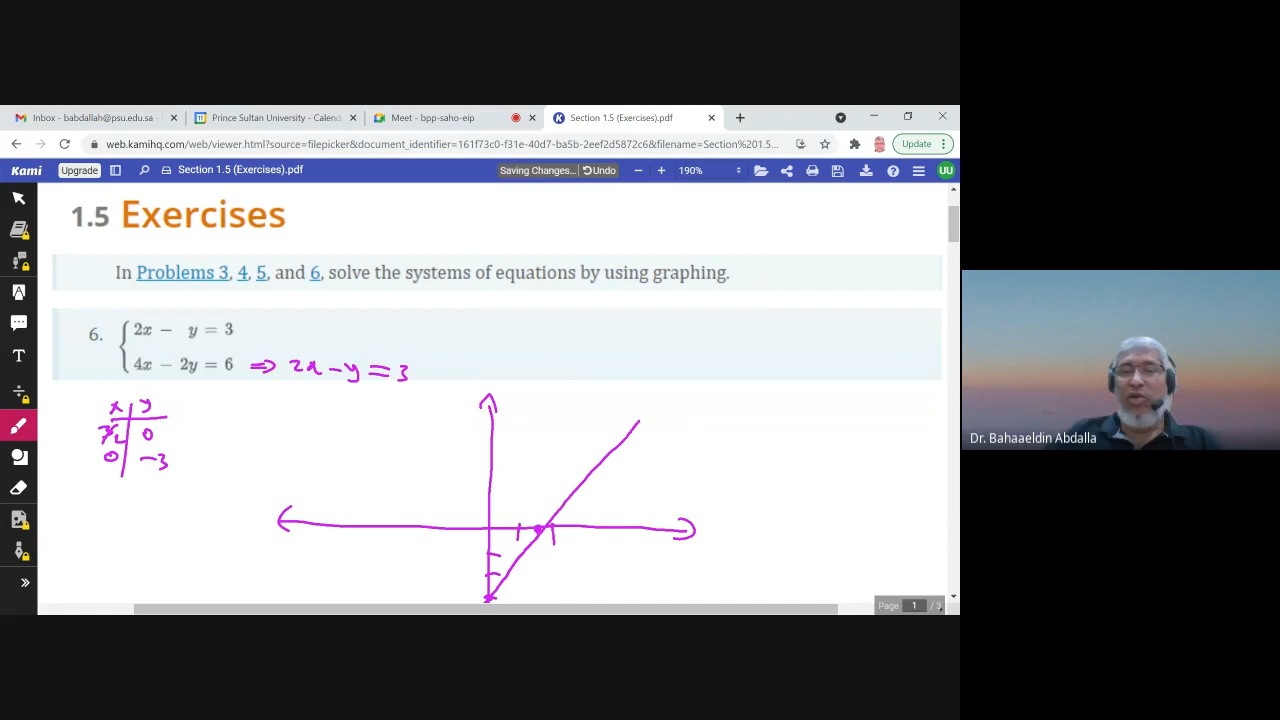 Inbox - babdallah@psu.edu.sa -
Prince Sultan University - Calend
Meet - bpp-saho-eip
Section 1.5 (Exercises).pdf
web.kamihq.com/web/viewer.html?source=filepicker&document_identifier=161f73c0-f31e-40d7-ba5b-2eef2d5872c6&filename=Section%201.5...
Update
Kami
Upgrade
Section 1.5 (Exercises).pdf
Saving Changes...
Undo
190%
UU
1.5 Exercises
In Problems 3, 4, 5, and 6, solve the systems of equations by using graphing.
6.
2x - y = 3
4x - 2y = 6 ⇒ 2x - y = 3
x y
3/2 0
0 -3
Page 1 / 3
Dr. Bahaaeldin Abdalla